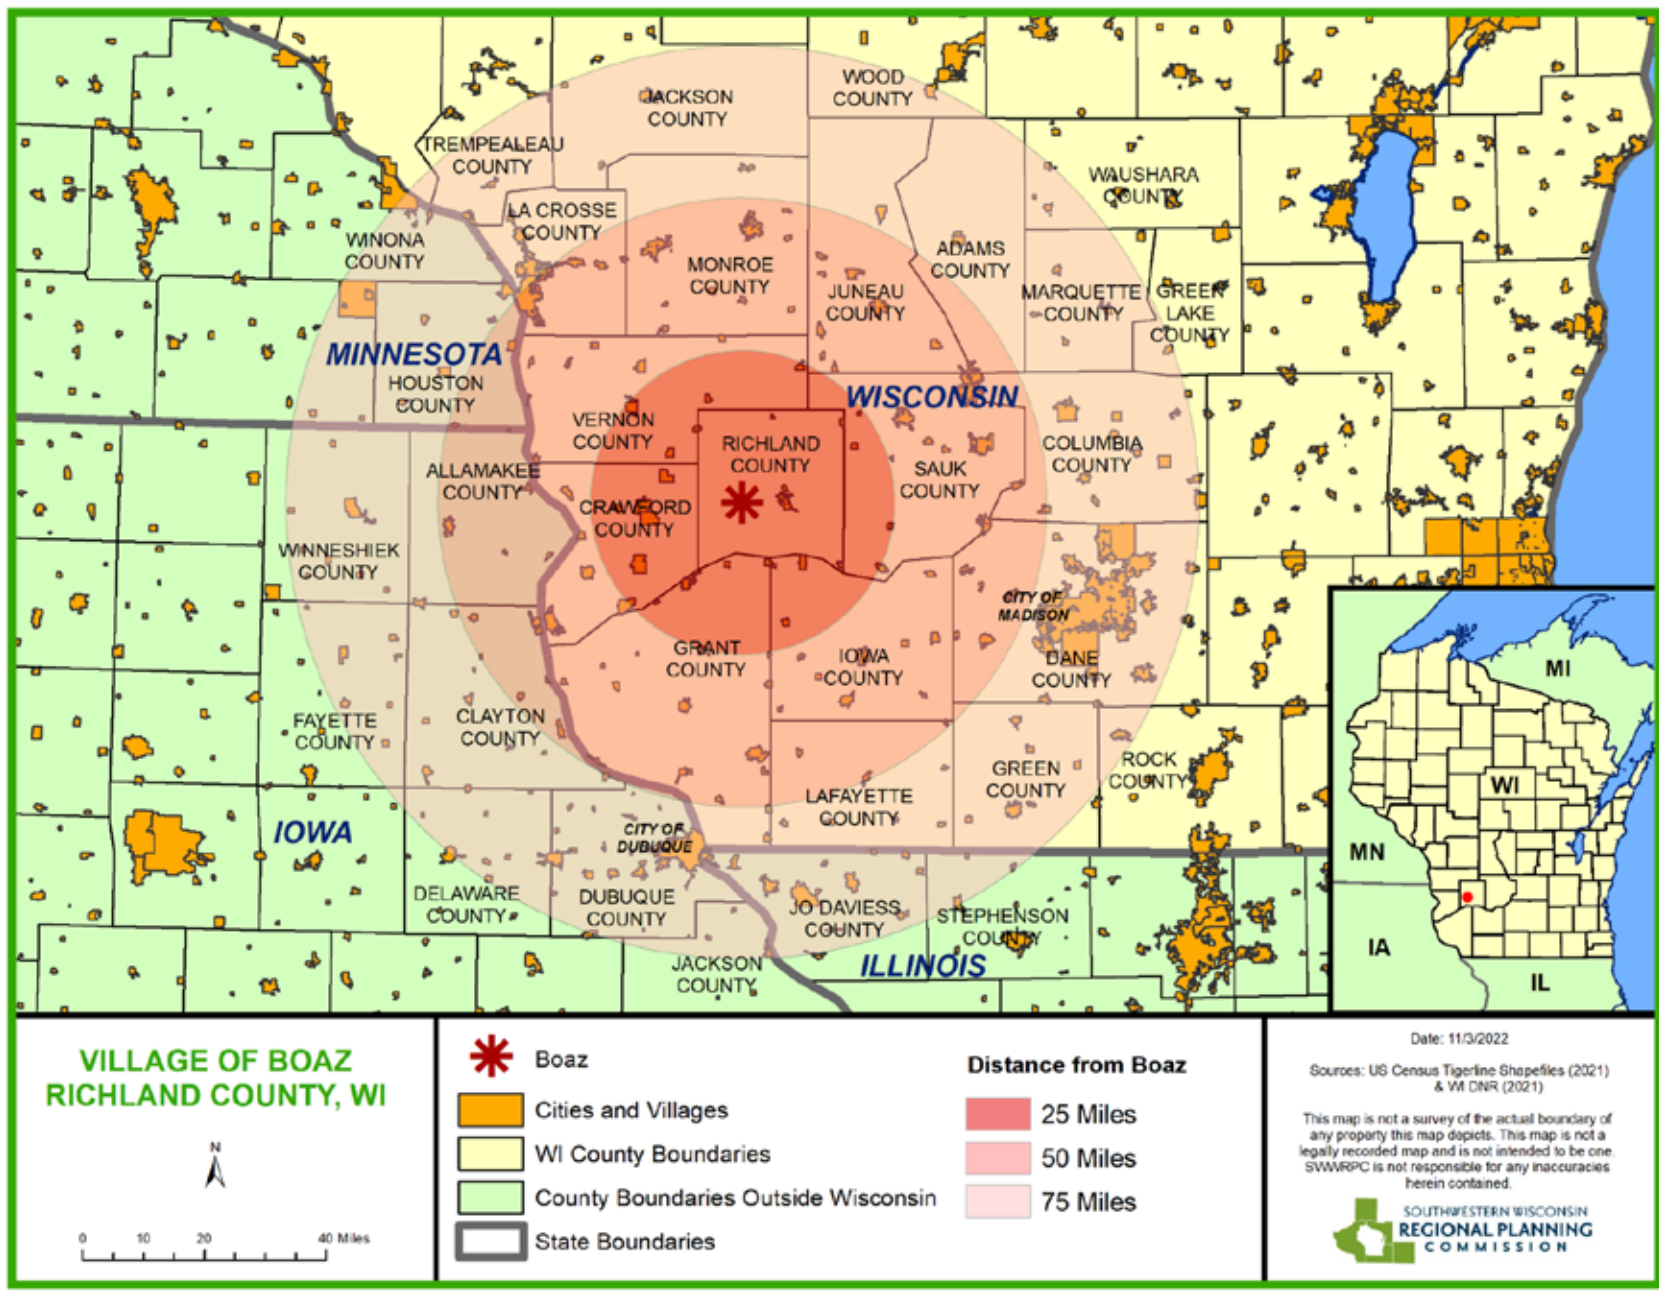 JACKSON
COUNTY
WOOD
COUNTY
TREMPEALEAU
COUNTY
WAUSHARA
COUNTY
LA CROSSE
COUNTY
WINONA
COUNTY
MONROE
COUNTY
ADAMS
COUNTY
JUNEAU
COUNTY
MARQUETTE
COUNTY
GREEN
LAKE
COUNTY
MINNESOTA
HOUSTON
COUNTY
WISCONSIN
VERNON
COUNTY
RICHLAND
COUNTY
COLUMBIA
COUNTY
ALLAMAKEE
COUNTY
SAUK
COUNTY
CRAWFORD
COUNTY
WINNESHIEK
COUNTY
CITY OF
MADISON
GRANT
COUNTY
IOWA
COUNTY
DANE
COUNTY
FAYETTE
COUNTY
CLAYTON
COUNTY
GREEN
COUNTY
ROCK
COUNTY
LAFAYETTE
COUNTY
IOWA
CITY OF
DUBUQUE
DELAWARE
COUNTY
DUBUQUE
COUNTY
JO DAVIESS
COUNTY
STEPHENSON
COUNTY
JACKSON
COUNTY
ILLINOIS
MI
WI
MN
IA
IL
VILLAGE OF BOAZ
RICHLAND COUNTY, WI
N
0 10 20 40 Miles
Boaz
Cities and Villages
WI County Boundaries
County Boundaries Outside Wisconsin
State Boundaries
Distance from Boaz
25 Miles
50 Miles
75 Miles
Date: 11/3/2022
Sources: US Census Tigerline Shapefiles (2021)
& WI DNR (2021)
This map is not a survey of the actual boundary of
any property this map depicts. This map is not a
legally recorded map and is not intended to be one.
SWWRPC is not responsible for any inaccuracies
herein contained.
SOUTHWESTERN WISCONSIN
REGIONAL PLANNING
COMMISSION